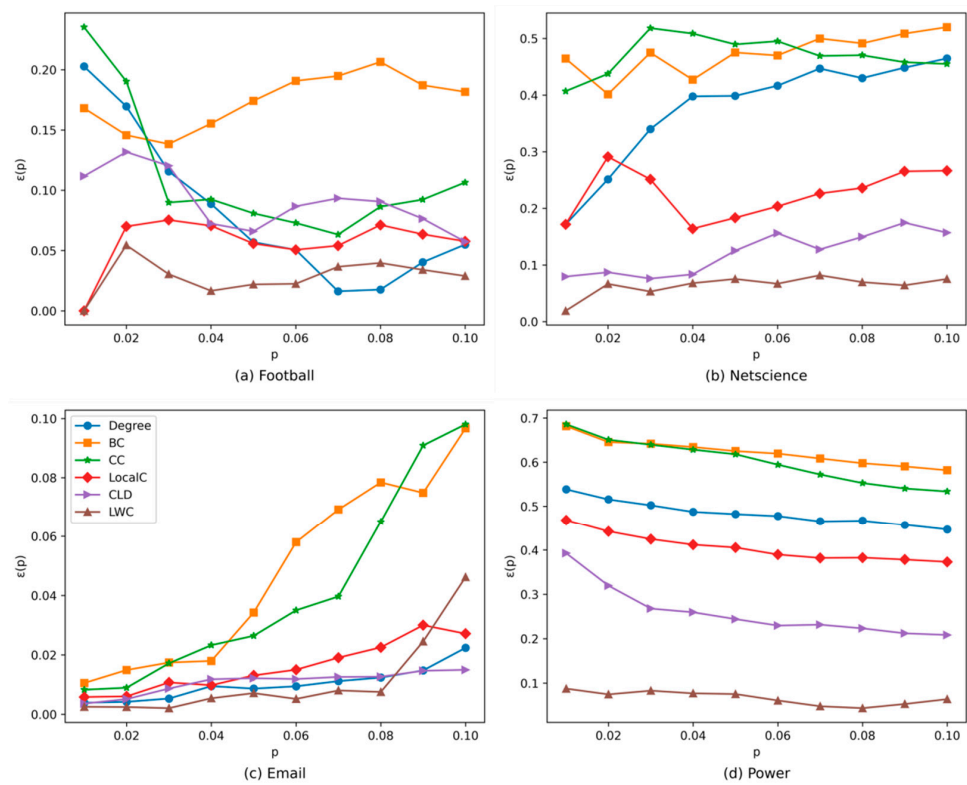 0.20
0.15
0.10
0.05
0.00
ε(p)
0.02 0.04 0.06 0.08 0.10
p
(a) Football
0.5
0.4
0.3
0.2
0.1
0.0
ε(p)
0.02 0.04 0.06 0.08 0.10
p
(b) Netscience
0.10
0.08
0.06
0.04
0.02
0.00
ε(p)
Degree
BC
CC
LocalC
CLD
LWC
0.02 0.04 0.06 0.08 0.10
p
(c) Email
0.7
0.6
0.5
0.4
0.3
0.2
0.1
ε(p)
0.02 0.04 0.06 0.08 0.10
p
(d) Power